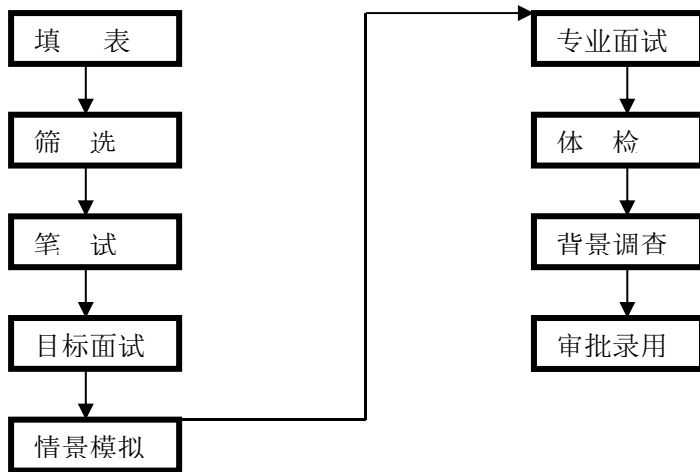 填 表
筛 选
笔 试
目标面试
情景模拟
专业面试
体 检
背景调查
审批录用